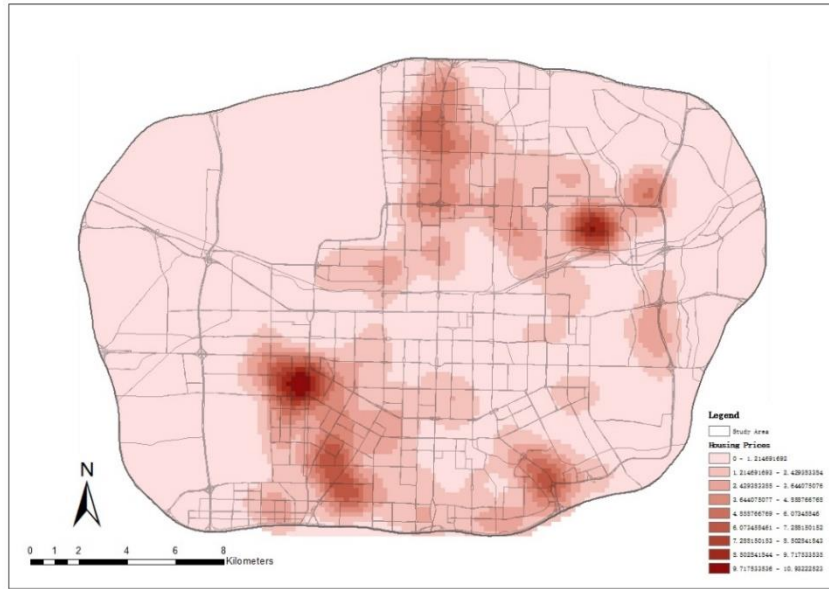 N
0 1 2 4 6 8
Kilometers
Legend
Study Area
Housing Prices
0 - 1.214691692
1.214691693 - 2.429383384
2.429383385 - 3.644075076
3.644075077 - 4.858766768
4.858766769 - 6.07345846
6.073458461 - 7.288150152
7.288150153 - 8.502841843
8.502841844 - 9.717533535
9.717533536 - 10.93222523